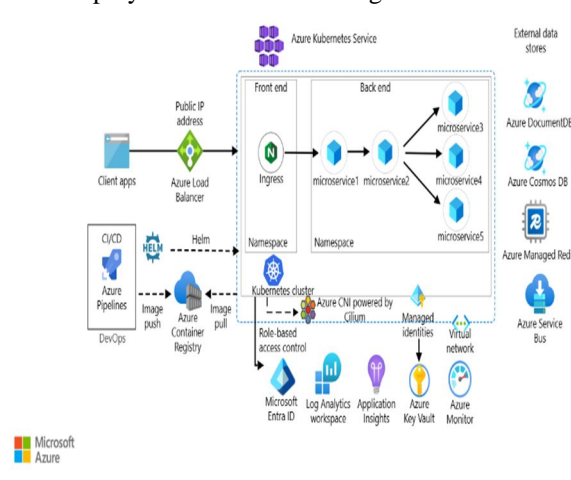 Azure Kubernetes Service
External data
stores
Front end
Back end
Public IP
address
microservice3
Azure DocumentDB
Client apps
Azure Load
Balancer
Ingress
microservice1
microservice2
microservice4
Azure Cosmos DB
CI/CD
HELM
Helm
Namespace
Namespace
microservice5
Azure Managed Red
Azure
Pipelines
Image
push
Azure
Container
Registry
Image
pull
Kubernetes cluster
Azure CNI powered by
Cilium
Managed
identities
Virtual
network
Azure Service
Bus
DevOps
Role-based
access control
Microsoft
Entra ID
Log Analytics
workspace
Application
Insights
Azure
Key Vault
Azure
Monitor
Microsoft
Azure